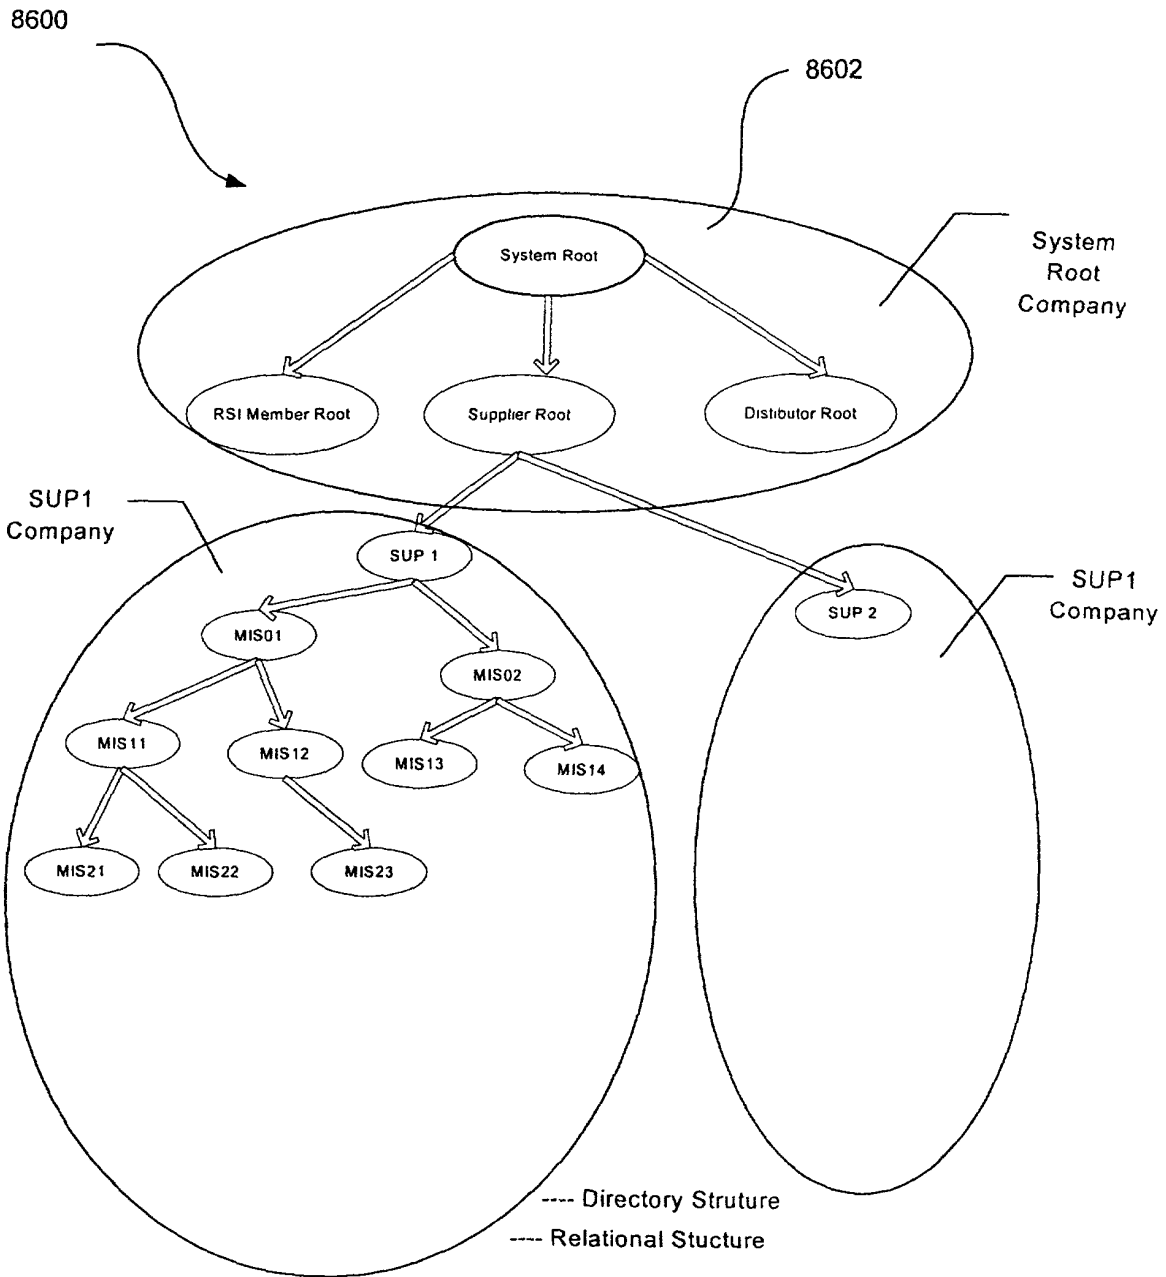 8600
8602
System Root
System
Root
Company
RSI Member Root
Supplier Root
Distibutor Root
SUP1
Company
SUP 1
SUP1
Company
SUP 2
MIS01
MIS02
MIS11
MIS12
MIS13
MIS14
MIS21
MIS22
MIS23
---- Directory Struture
---- Relational Stucture